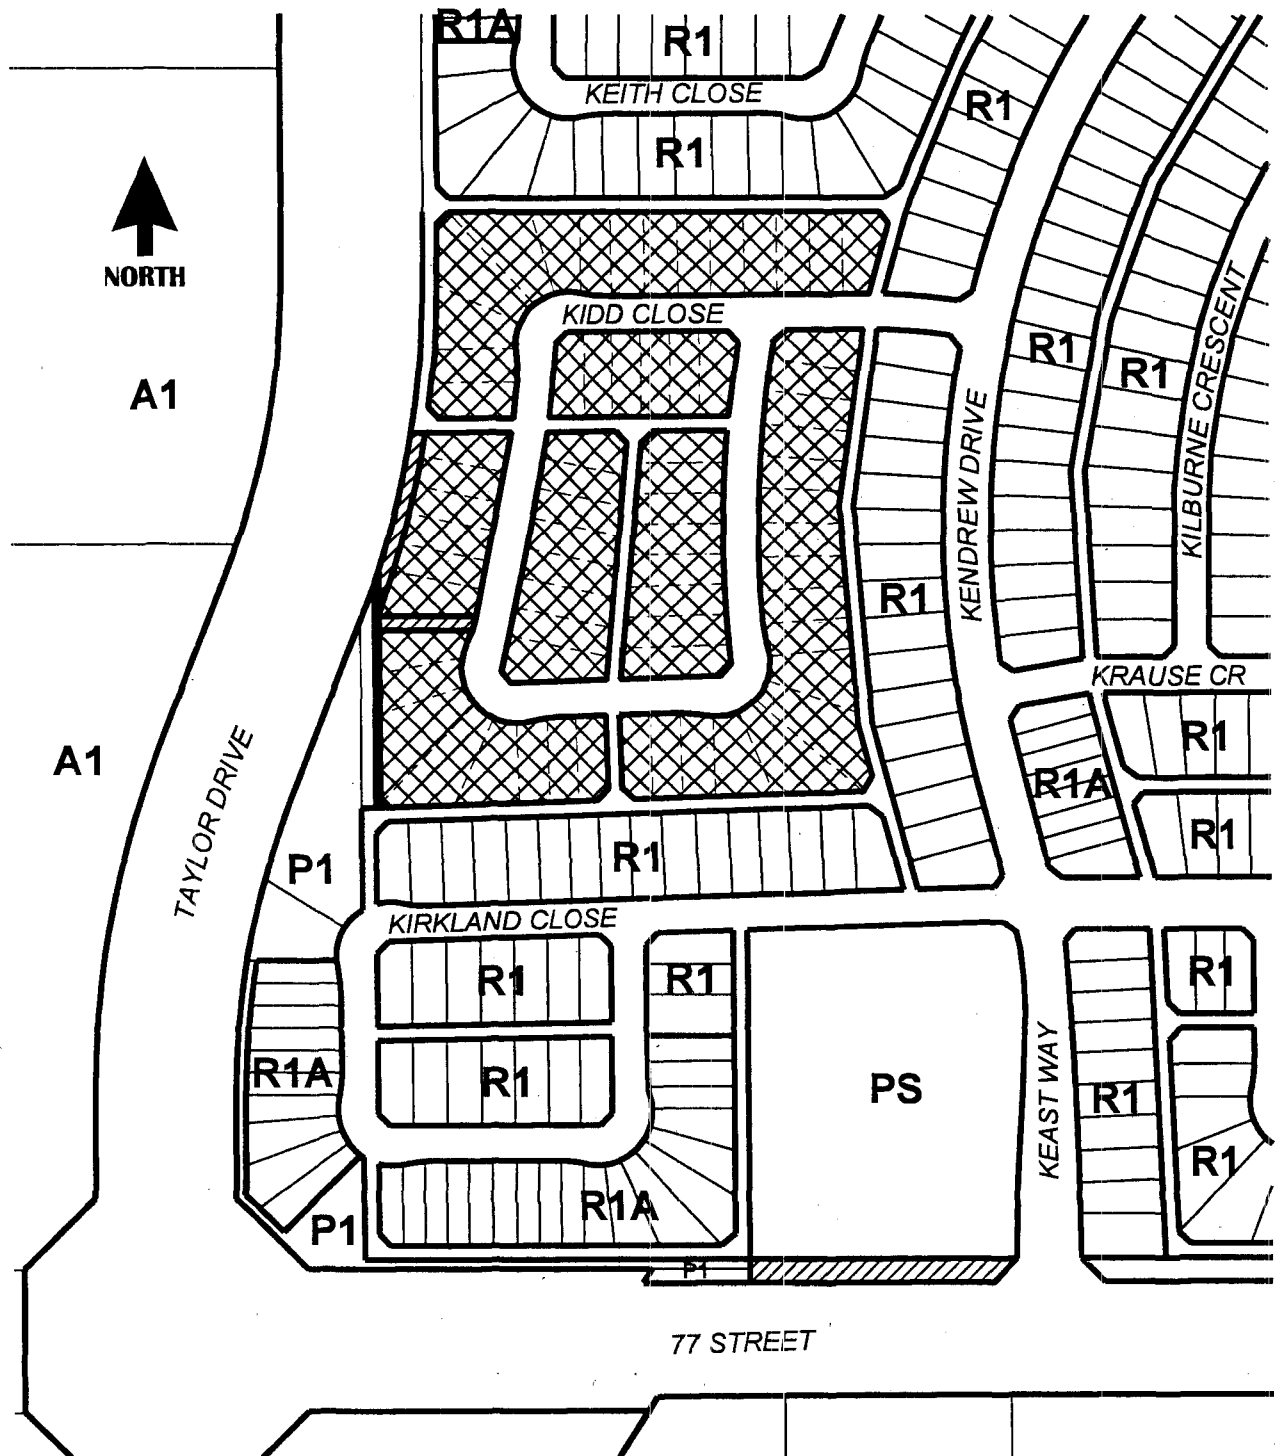 R1A
R1
KEITH CLOSE
R1
R1
NORTH
KIDD CLOSE
A1
R1
R1
KILBURNE CRESCENT
KENDREW DRIVE
R1
KRAUSE CR
R1
A1
R1A
TAYLOR DRIVE
R1
R1
P1
KIRKLAND CLOSE
R1
R1
R1
R1A
R1
PS
KEAST WAY
R1
R1
R1A
P1
P1
77 STREET